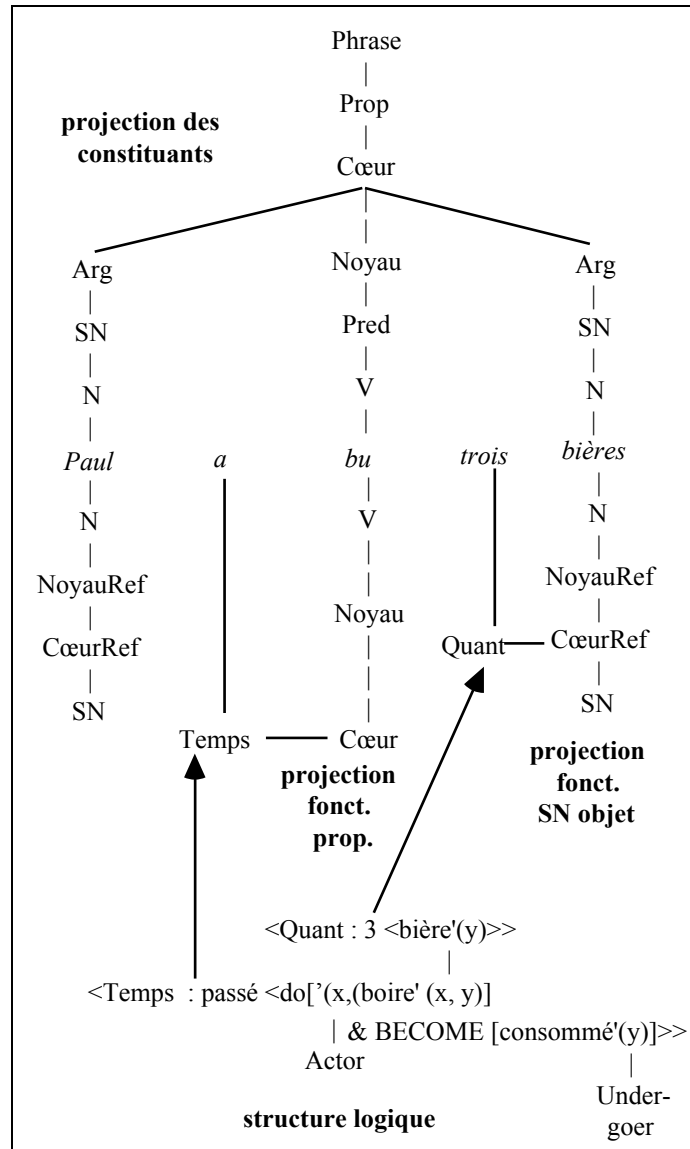 Phrase
Prop
projection des
constituants
Cœur
Arg Noyau Arg
SN Pred SN
N V N
Paul a bu trois bières
N V N
NoyauRef Noyau NoyauRef
CœurRef Quant CœurRef
SN SN
Temps Cœur
projection
fonct.
prop.
projection
fonct.
SN objet
<Quant : 3 <bière'(y)>>
<Temps : passé <do[’(x,(boire' (x, y)]
& BECOME [consommé'(y)]>>
Actor
Under-
goer
structure logique